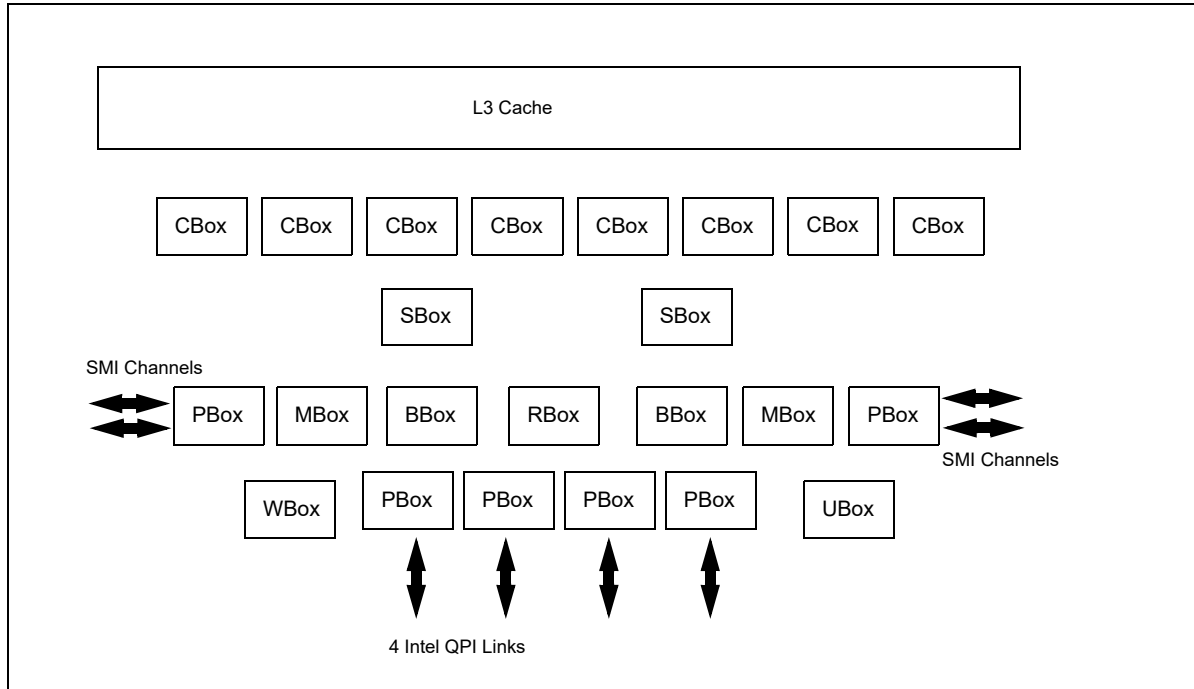 L3 Cache
CBox CBox CBox CBox CBox CBox CBox CBox
SBox SBox
SMI Channels
PBox MBox BBox RBox BBox MBox PBox
SMI Channels
WBox PBox PBox PBox PBox UBox
4 Intel QPI Links